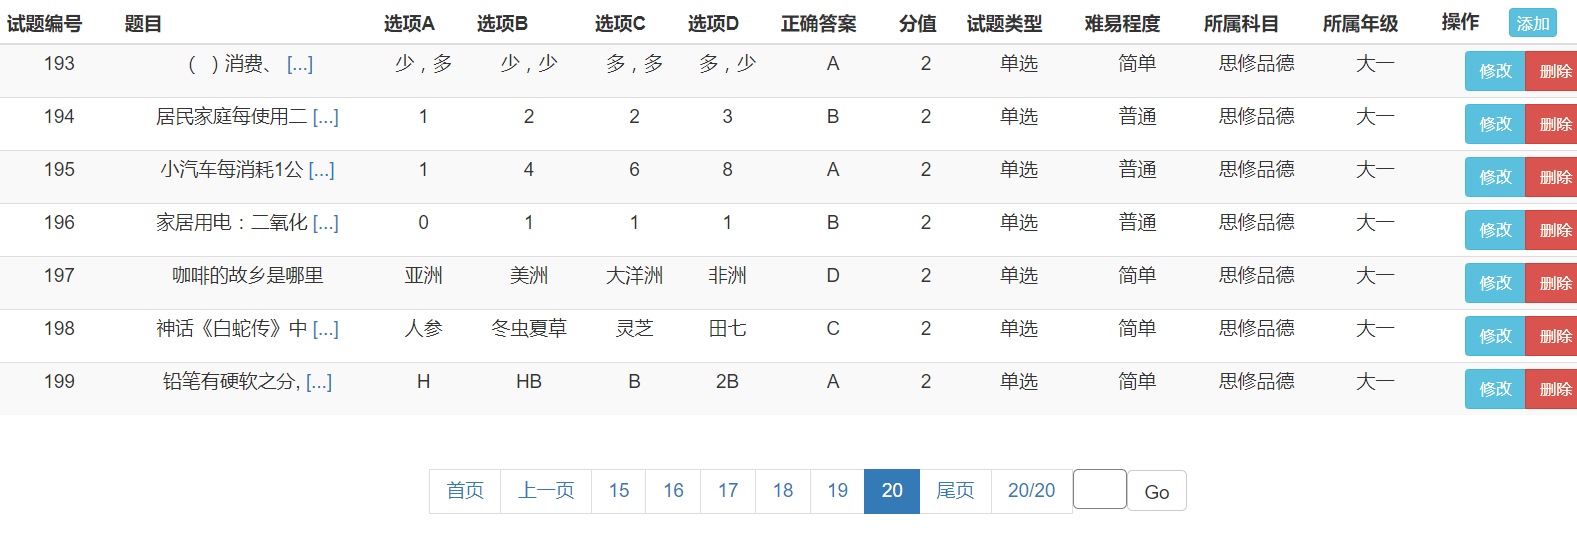 试题编号 题目 选项A 选项B 选项C 选项D 正确答案 分值 试题类型 难易程度 所属科目 所属年级 操作 添加
193 ( ) 消费、 [...] 少，多 少，少 多，多 多，少 A 2 单选 简单 思修品德 大一 修改 删除
194 居民家庭每使用二 [...] 1 2 2 3 B 2 单选 普通 思修品德 大一 修改 删除
195 小汽车每消耗1公 [...] 1 4 6 8 A 2 单选 普通 思修品德 大一 修改 删除
196 家居用电：二氧化 [...] 0 1 1 1 B 2 单选 普通 思修品德 大一 修改 删除
197 咖啡的故乡是哪里 亚洲 美洲 大洋洲 非洲 D 2 单选 简单 思修品德 大一 修改 删除
198 神话《白蛇传》中 [...] 人参 冬虫夏草 灵芝 田七 C 2 单选 简单 思修品德 大一 修改 删除
199 铅笔有硬软之分, [...] H HB B 2B A 2 单选 简单 思修品德 大一 修改 删除
首页 上一页 15 16 17 18 19 20 尾页 20/20 Go